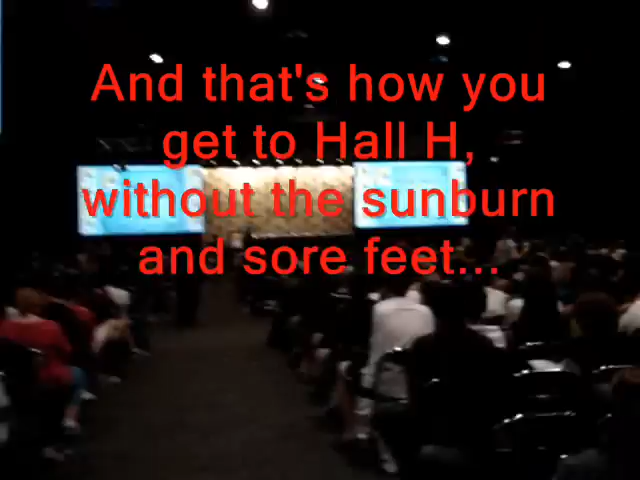 And that's how you
get to Hall H,
without the sunburn
and sore feet...